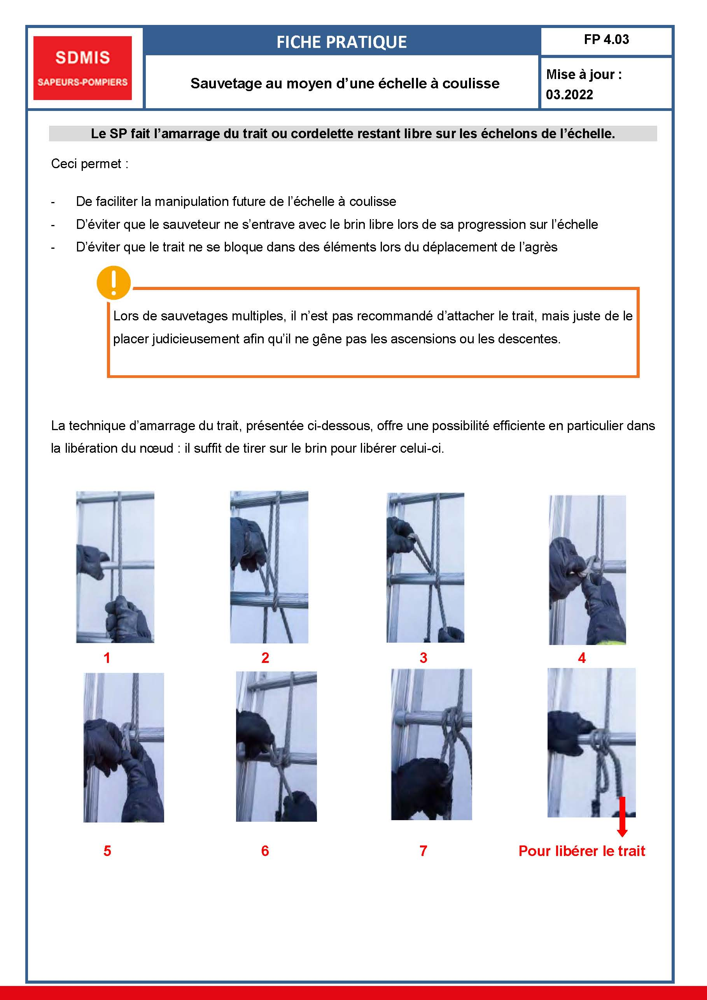 SDMIS
SAPEURS-POMPIERS
FICHE PRATIQUE
FP 4.03
Sauvetage au moyen d’une échelle à coulisse
Mise à jour :
03.2022
Le SP fait l’amarrage du trait ou cordelette restant libre sur les échelons de l’échelle.
Ceci permet :
- De faciliter la manipulation future de l’échelle à coulisse
- D’éviter que le sauveteur ne s’entrave avec le brin libre lors de sa progression sur l’échelle
- D’éviter que le trait ne se bloque dans des éléments lors du déplacement de l’agrès
!
Lors de sauvetages multiples, il n’est pas recommandé d’attacher le trait, mais juste de le
placer judicieusement afin qu’il ne gêne pas les ascensions ou les descentes.
La technique d’amarrage du trait, présentée ci-dessous, offre une possibilité efficiente en particulier dans
la libération du nœud : il suffit de tirer sur le brin pour libérer celui-ci.
1 2 3 4
5 6 7 Pour libérer le trait